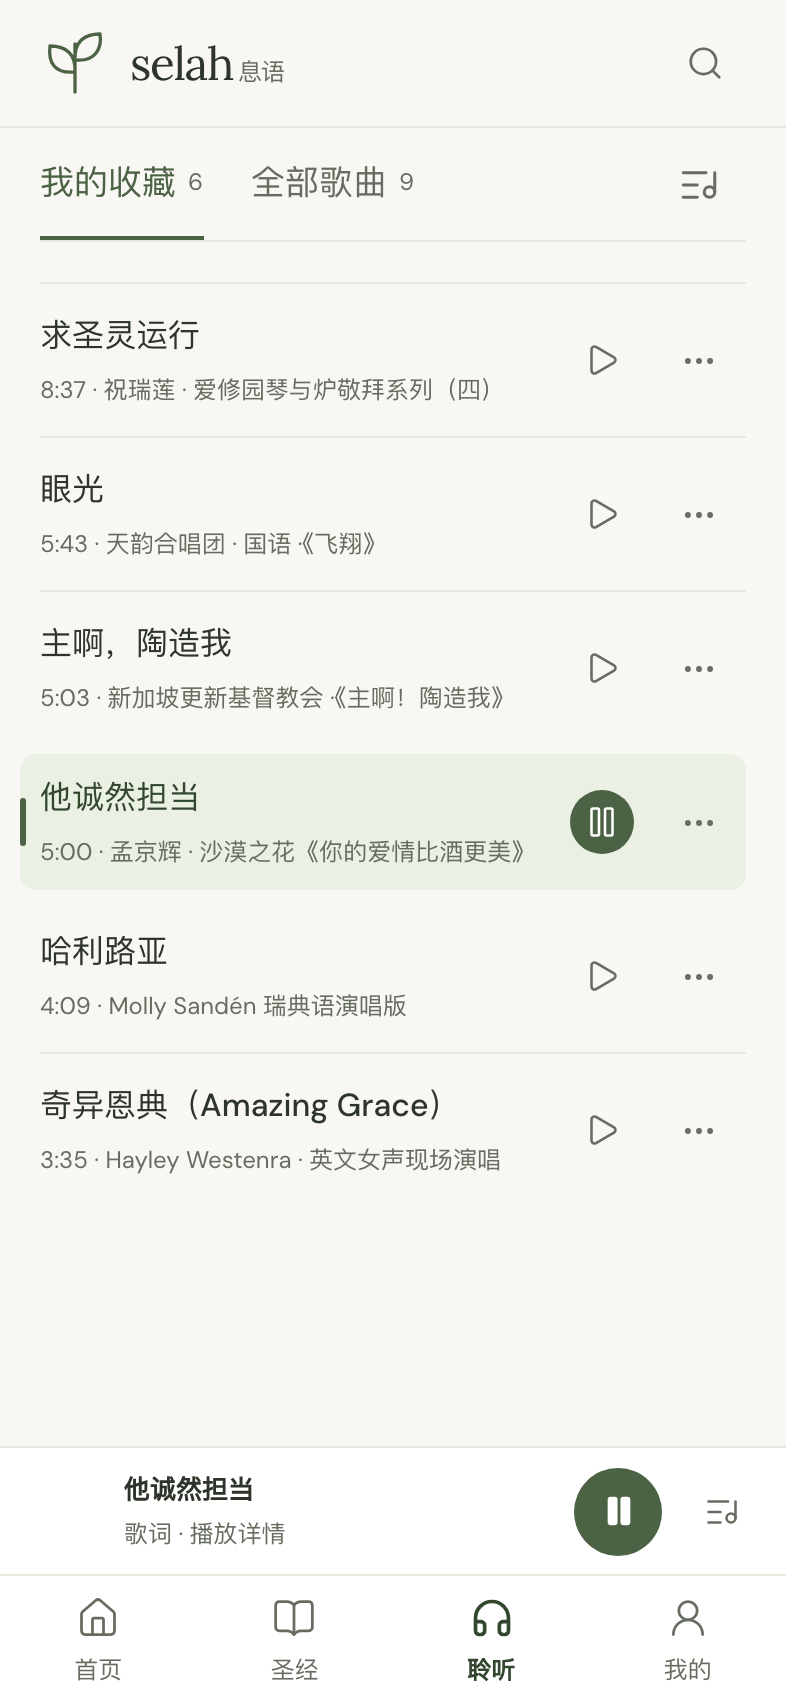 selah 息语
我的收藏 6 全部歌曲 9
求圣灵运行
8:37 · 祝瑞莲 · 爱修园琴与炉敬拜系列（四）
眼光
5:43 · 天韵合唱团 · 国语 ·《飞翔》
主啊，陶造我
5:03 · 新加坡更新基督教会 ·《主啊！陶造我》
他诚然担当
5:00 · 孟京辉 · 沙漠之花《你的爱情比酒更美》
哈利路亚
4:09 · Molly Sandén 瑞典语演唱版
奇异恩典（Amazing Grace）
3:35 · Hayley Westenra · 英文女声现场演唱
他诚然担当
歌词 · 播放详情
首页 圣经 聆听 我的